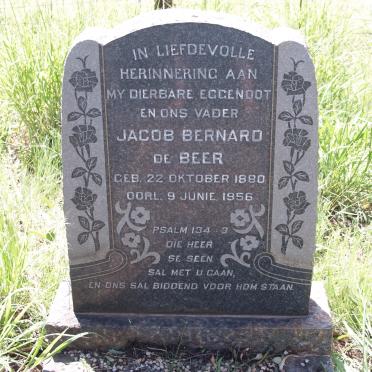 IN LIEFDEVOLLE
HERINNERING AAN
MY DIERBARE EGGENOOT
EN ONS VADER
JACOB BERNARD
DE BEER
GEB. 22 OKTOBER 1890
OORL. 9 JUNIE 1956
PSALM 134-3
DIE HEER
SE SEEN
SAL MET U GAAN,
EN ONS SAL BIDDEND VOOR HOM STAAN.